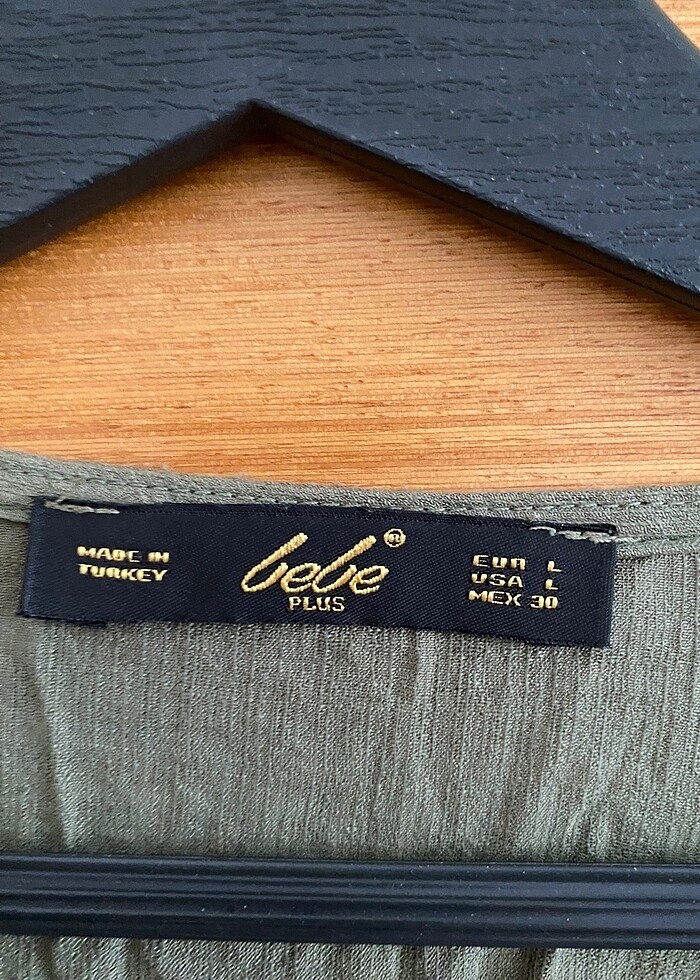 MADE IN
TURKEY
bebe®
PLUS
EUR L
USA L
MEX 30